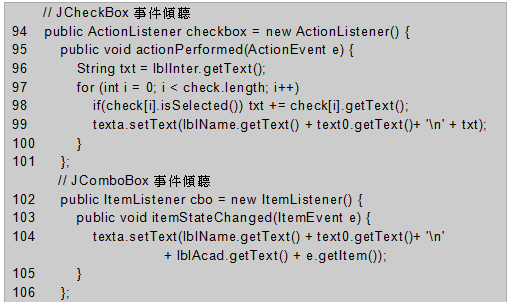 // JCheckBox 事件傾聽
94 public ActionListener checkbox = new ActionListener() {
95 public void actionPerformed(ActionEvent e) {
96 String txt = lblInter.getText();
97 for (int i = 0; i < check.length; i++)
98 if(check[i].isSelected()) txt += check[i].getText();
99 texta.setText(lblName.getText() + text0.getText()+ '\n' + txt);
100 }
101 };
// JComboBox 事件傾聽
102 public ItemListener cbo = new ItemListener() {
103 public void itemStateChanged(ItemEvent e) {
104 texta.setText(lblName.getText() + text0.getText()+ '\n'
+ lblAcad.getText() + e.getItem());
105 }
106 };